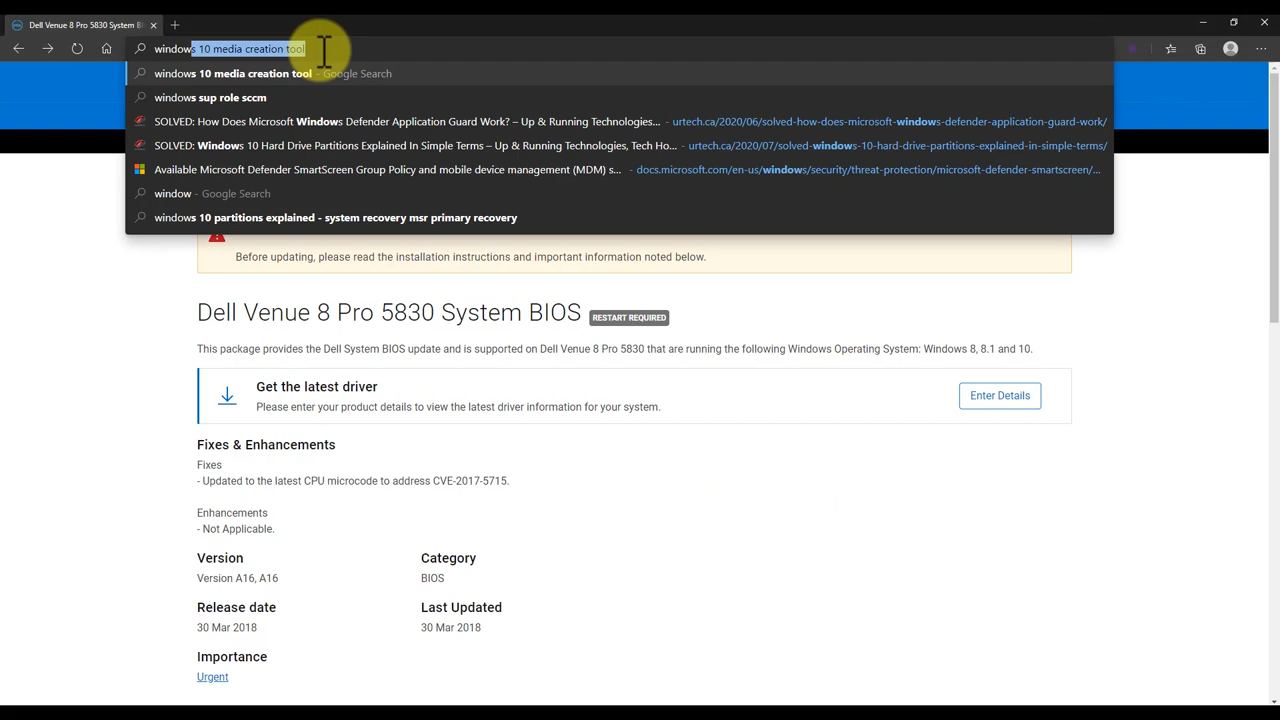 Dell Venue 8 Pro 5830 System B
windows 10 media creation tool
windows 10 media creation tool - Google Search
windows sup role sccm
SOLVED: How Does Microsoft Windows Defender Application Guard Work? – Up & Running Technologies... - urtech.ca/2020/06/solved-how-does-microsoft-windows-defender-application-guard-work/
SOLVED: Windows 10 Hard Drive Partitions Explained In Simple Terms – Up & Running Technologies, Tech Ho... - urtech.ca/2020/07/solved-windows-10-hard-drive-partitions-explained-in-simple-terms/
Available Microsoft Defender SmartScreen Group Policy and mobile device management (MDM) s... - docs.microsoft.com/en-us/windows/security/threat-protection/microsoft-defender-smartscreen/...
window - Google Search
windows 10 partitions explained - system recovery msr primary recovery
Before updating, please read the installation instructions and important information noted below.
Dell Venue 8 Pro 5830 System BIOS RESTART REQUIRED
This package provides the Dell System BIOS update and is supported on Dell Venue 8 Pro 5830 that are running the following Windows Operating System: Windows 8, 8.1 and 10.
Get the latest driver
Please enter your product details to view the latest driver information for your system.
Enter Details
Fixes & Enhancements
Fixes
- Updated to the latest CPU microcode to address CVE-2017-5715.
Enhancements
- Not Applicable.
Version Category
Version A16, A16 BIOS
Release date Last Updated
30 Mar 2018 30 Mar 2018
Importance
Urgent